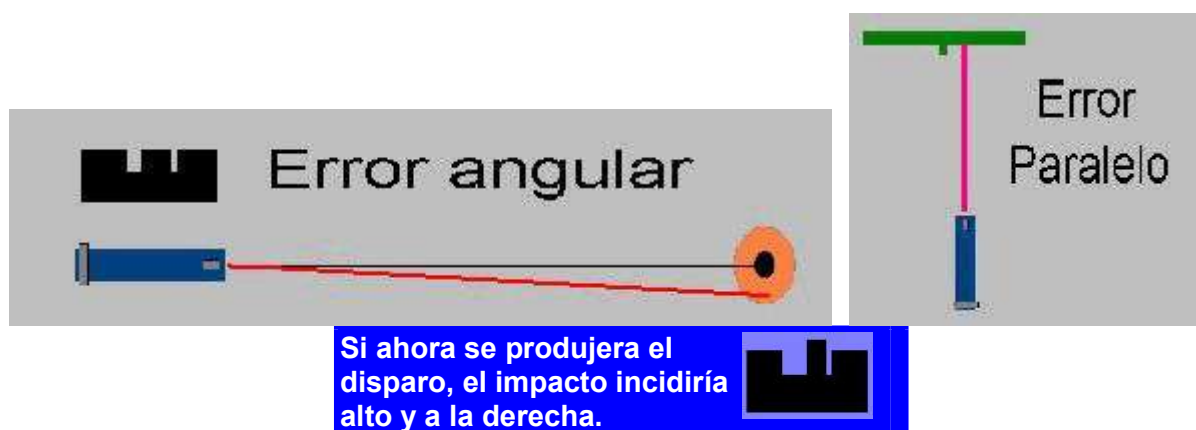 Error angular
Error
Paralelo
Si ahora se produjera el
disparo, el impacto incidiría
alto y a la derecha.